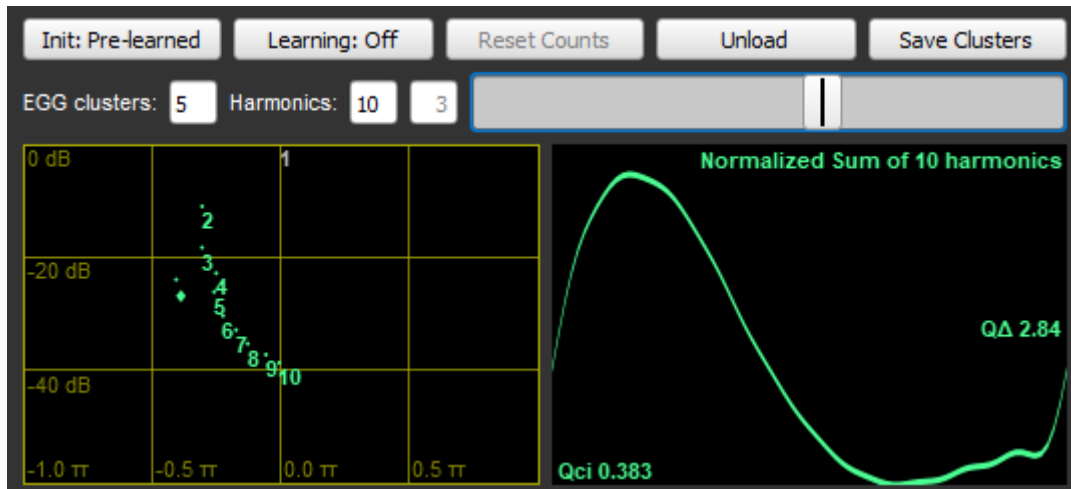 Init: Pre-learned Learning: Off Reset Counts Unload Save Clusters
EGG clusters: 5 Harmonics: 10 3
0 dB 1 Normalized Sum of 10 harmonics
2
3
-20 dB
4
5
6
7
8
9
10
QΔ 2.84
-40 dB
-1.0 π -0.5 π 0.0 π 0.5 π Qci 0.383